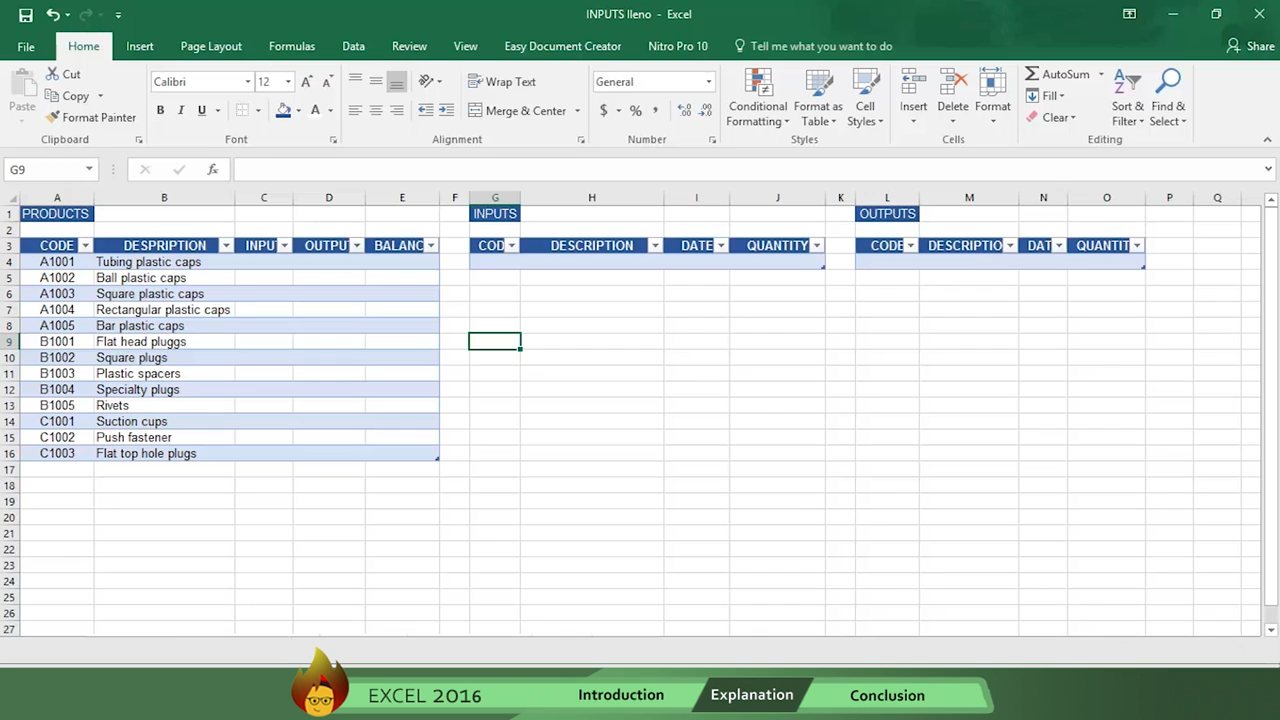 INPUTS lleno - Excel
File Home Insert Page Layout Formulas Data Review View Easy Document Creator Nitro Pro 10 Tell me what you want to do Share
Paste
Cut
Copy
Format Painter
Clipboard
Calibri 12
B I U
Font
Wrap Text
Merge & Center
Alignment
General
$ % ,
Number
Conditional Formatting
Format as Table
Cell Styles
Styles
Insert
Delete
Format
Cells
AutoSum
Fill
Clear
Sort & Filter
Find & Select
Editing
G9 fx
A B C D E F G H I J K L M N O P Q
1 PRODUCTS INPUTS OUTPUTS
2
3 CODE DESPRIPTION INPU OUTPU BALANC COD DESCRIPTION DATE QUANTITY CODE DESCRIPTIO DAT QUANTIT
4 A1001 Tubing plastic caps
5 A1002 Ball plastic caps
6 A1003 Square plastic caps
7 A1004 Rectangular plastic caps
8 A1005 Bar plastic caps
9 B1001 Flat head pluggs
10 B1002 Square plugs
11 B1003 Plastic spacers
12 B1004 Specialty plugs
13 B1005 Rivets
14 C1001 Suction cups
15 C1002 Push fastener
16 C1003 Flat top hole plugs
17
18
19
20
21
22
23
24
25
26
27
EXCEL 2016 Introduction Explanation Conclusion